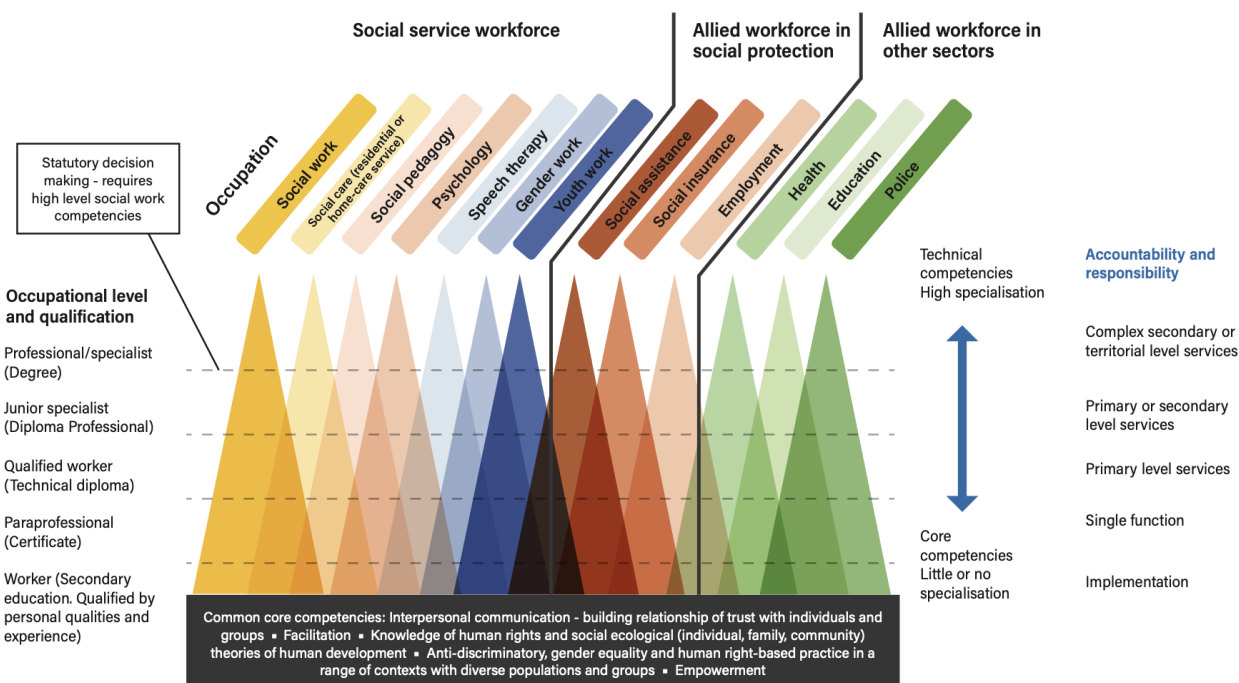 Social service workforce
Allied workforce in
social protection
Allied workforce in
other sectors
Occupation
Social work
Social care (residential or
home-care service)
Social pedagogy
Psychology
Speech therapy
Gender work
Youth work
Social assistance
Social insurance
Employment
Health
Education
Police
Statutory decision
making - requires
high level social work
competencies
Occupational level
and qualification
Professional/specialist
(Degree)
Junior specialist
(Diploma Professional)
Qualified worker
(Technical diploma)
Paraprofessional
(Certificate)
Worker (Secondary
education. Qualified by
personal qualities and
experience)
Technical
competencies
High specialisation
Core
competencies
Little or no
specialisation
Accountability and
responsibility
Complex secondary or
territorial level services
Primary or secondary
level services
Primary level services
Single function
Implementation
Common core competencies: Interpersonal communication - building relationship of trust with individuals and
groups ▪ Facilitation ▪ Knowledge of human rights and social ecological (individual, family, community)
theories of human development ▪ Anti-discriminatory, gender equality and human right-based practice in a
range of contexts with diverse populations and groups ▪ Empowerment